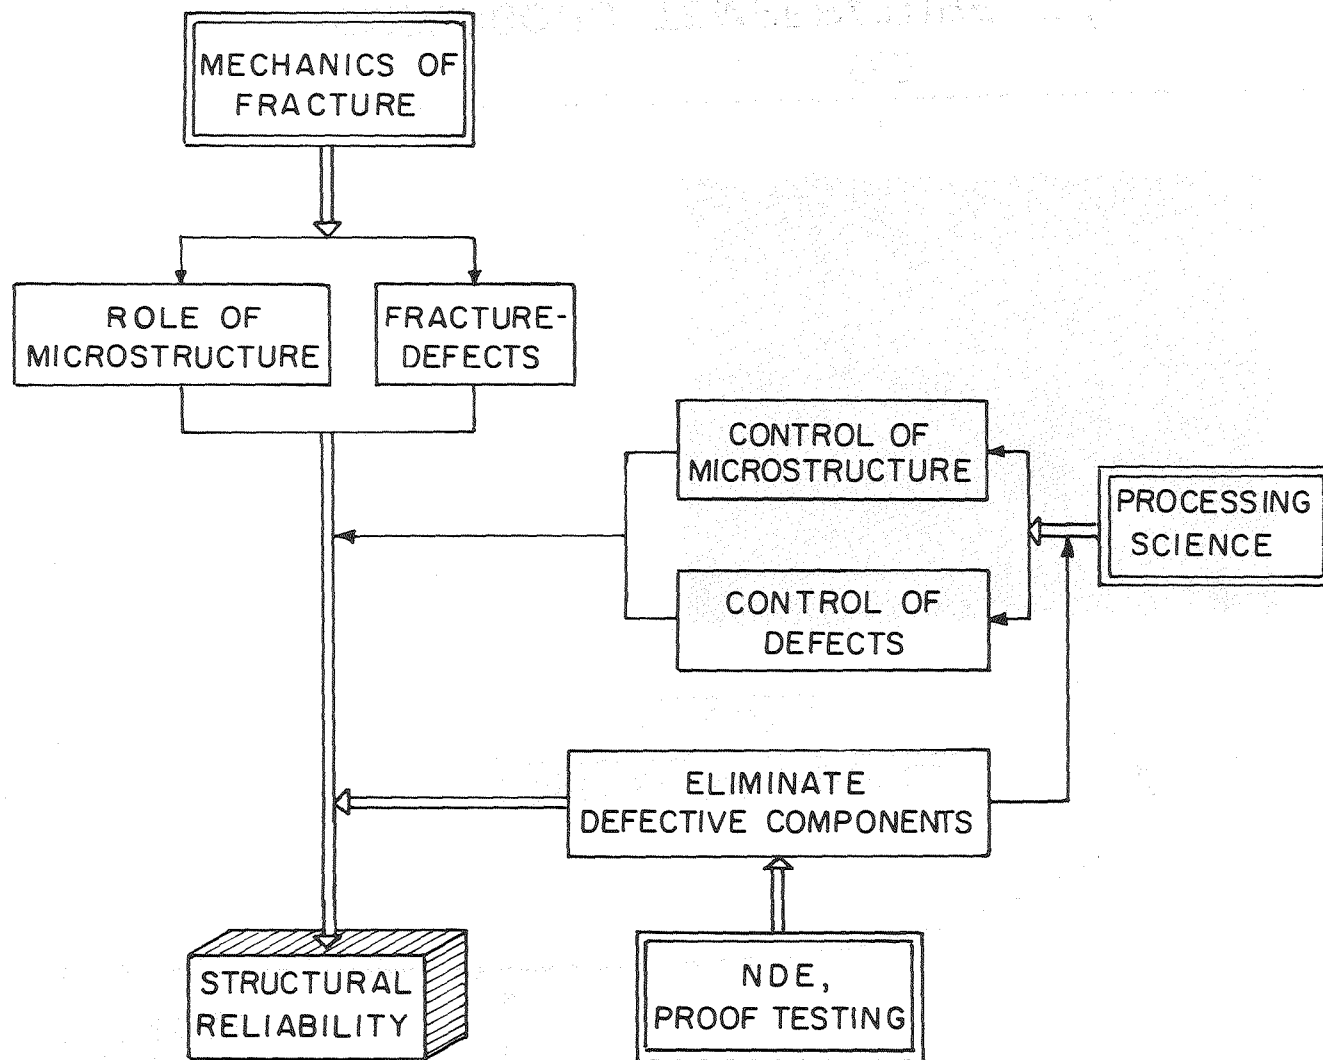 MECHANICS OF
FRACTURE
ROLE OF
MICROSTRUCTURE
FRACTURE-
DEFECTS
CONTROL OF
MICROSTRUCTURE
PROCESSING
SCIENCE
CONTROL OF
DEFECTS
ELIMINATE
DEFECTIVE COMPONENTS
STRUCTURAL
RELIABILITY
NDE,
PROOF TESTING